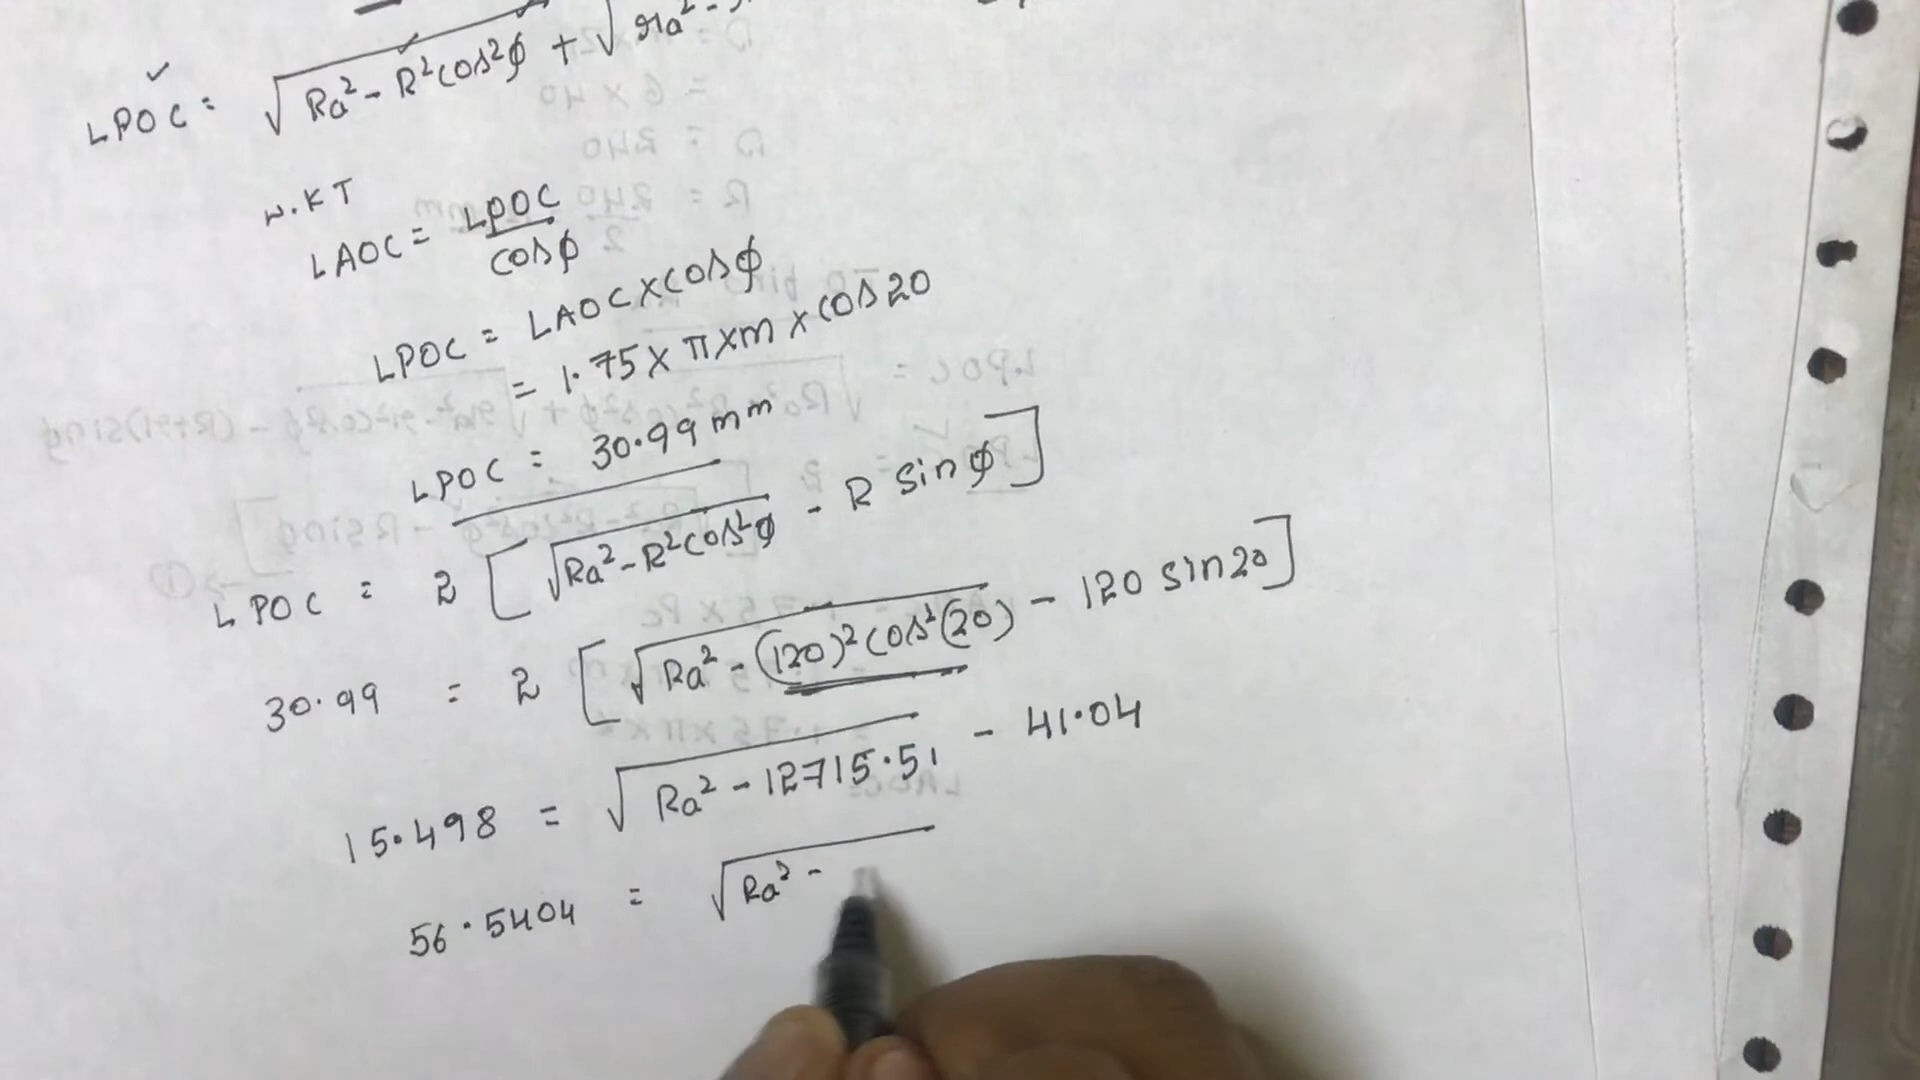 LPOC = √Ra² - R²cos²φ + √ra² -
W.K.T
LAOC = LPOC / cosφ
LPOC = LAOC × cosφ
= 1.75 × π × m × cos20
LPOC = 30.99 mm
LPOC = 2 [√Ra² - R²cos²φ - R sinφ]
30.99 = 2 [√Ra² - (120)² cos²(20) - 120 sin20]
15.498 = √Ra² - 12715.51 - 41.04
56.5404 = √Ra² -